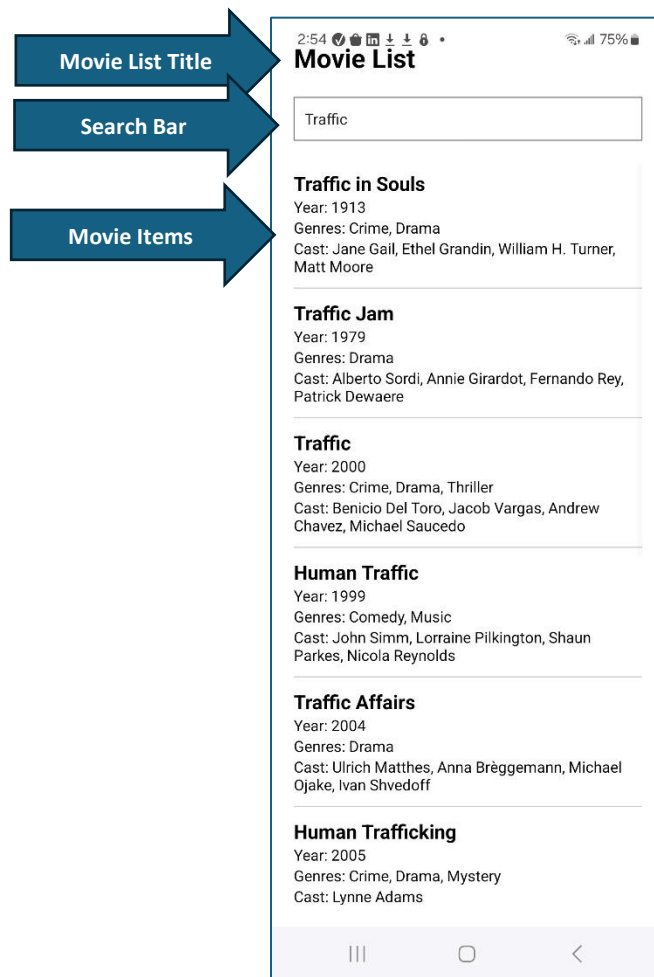 2:54 75%
Movie List Title
Movie List
Search Bar
Traffic
Movie Items
Traffic in Souls
Year: 1913
Genres: Crime, Drama
Cast: Jane Gail, Ethel Grandin, William H. Turner,
Matt Moore
Traffic Jam
Year: 1979
Genres: Drama
Cast: Alberto Sordi, Annie Girardot, Fernando Rey,
Patrick Dewaere
Traffic
Year: 2000
Genres: Crime, Drama, Thriller
Cast: Benicio Del Toro, Jacob Vargas, Andrew
Chavez, Michael Saucedo
Human Traffic
Year: 1999
Genres: Comedy, Music
Cast: John Simm, Lorraine Pilkington, Shaun
Parkes, Nicola Reynolds
Traffic Affairs
Year: 2004
Genres: Drama
Cast: Ulrich Matthes, Anna Brèggemann, Michael
Ojake, Ivan Shvedoff
Human Trafficking
Year: 2005
Genres: Crime, Drama, Mystery
Cast: Lynne Adams